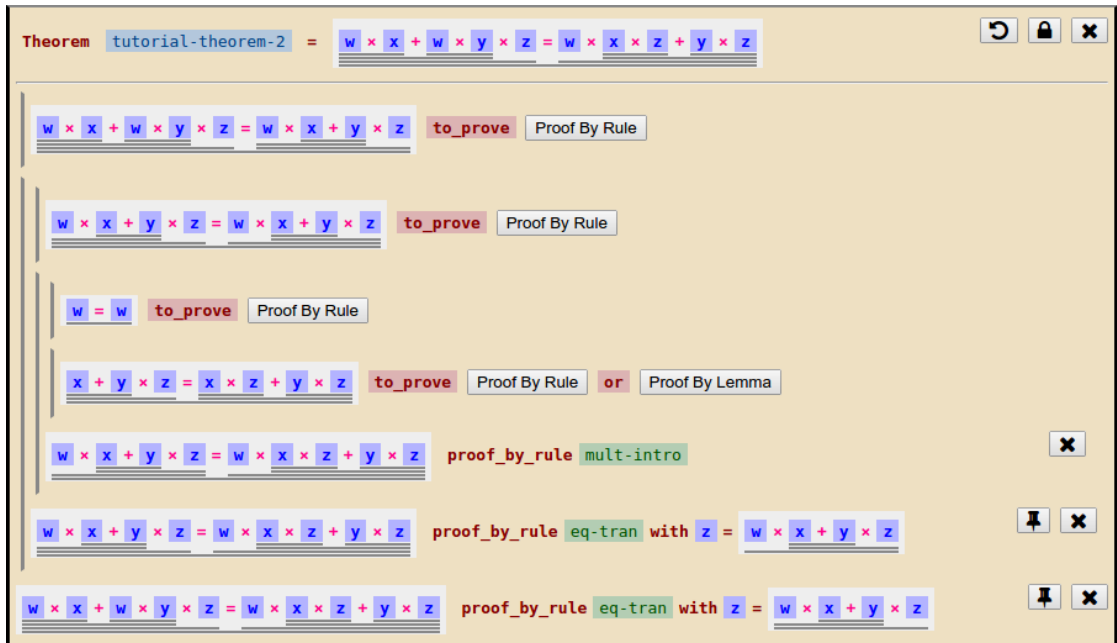 Theorem tutorial-theorem-2 = w × x + w × y × z = w × x × z + y × z
w × x + w × y × z = w × x + y × z to_prove Proof By Rule
w × x + y × z = w × x + y × z to_prove Proof By Rule
w = w to_prove Proof By Rule
x + y × z = x × z + y × z to_prove Proof By Rule or Proof By Lemma
w × x + y × z = w × x × z + y × z proof_by_rule mult-intro
w × x + y × z = w × x × z + y × z proof_by_rule eq-tran with z = w × x + y × z
w × x + w × y × z = w × x × z + y × z proof_by_rule eq-tran with z = w × x + y × z